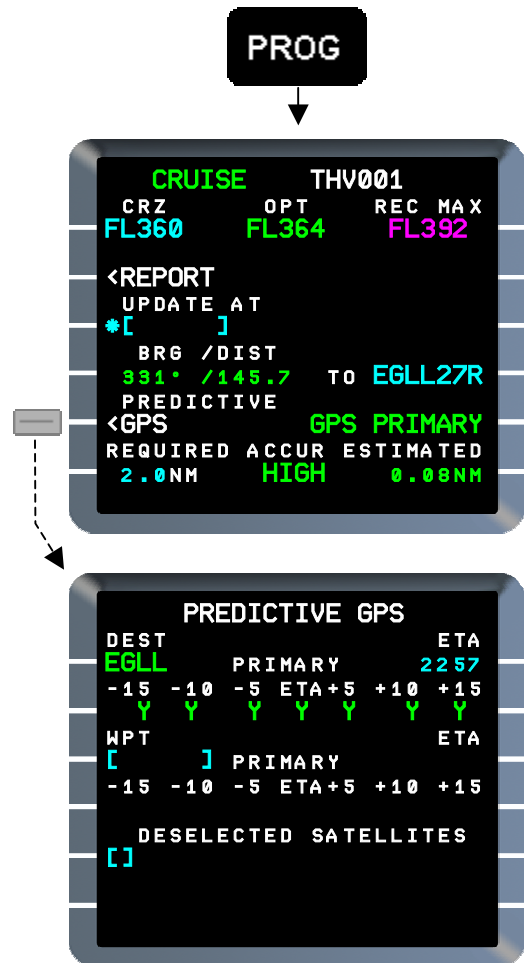 PROG
CRUISE THV001
CRZ OPT REC MAX
FL360 FL364 FL392
<REPORT
UPDATE AT
*[ ]
BRG /DIST
331° /145.7 TO EGLL27R
PREDICTIVE
<GPS GPS PRIMARY
REQUIRED ACCUR ESTIMATED
2.0NM HIGH 0.08NM
PREDICTIVE GPS
DEST ETA
EGLL PRIMARY 2257
-15 -10 -5 ETA+5 +10 +15
Y Y Y Y Y Y Y
WPT ETA
[ ] PRIMARY
-15 -10 -5 ETA+5 +10 +15
DESELECTED SATELLITES
[]